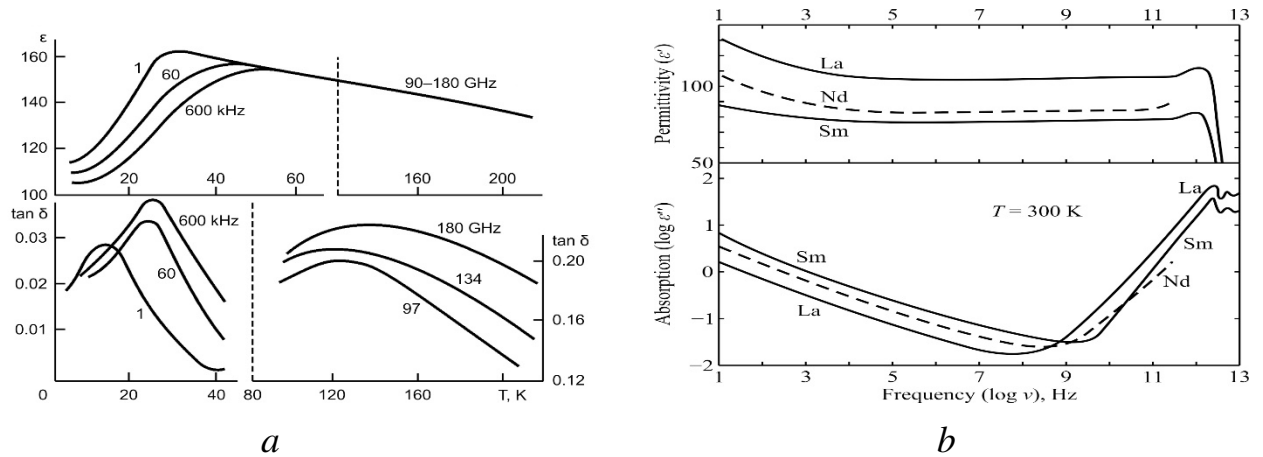 ε
160
140
120
100
1
60
600 kHz
90–180 GHz
20
40
60
160
200
tan δ
0.03
0.02
0.01
0
600 kHz
60
1
180 GHz
134
97
tan δ
0.20
0.16
0.12
20
40
80
120
160
T, K
a
1
3
5
7
9
11
13
Permittivity (ε′)
100
50
La
Nd
Sm
Absorption (log ε″)
2
1
0
−1
−2
T = 300 K
La
Sm
Nd
Sm
La
1
3
5
7
9
11
13
Frequency (log ν), Hz
b